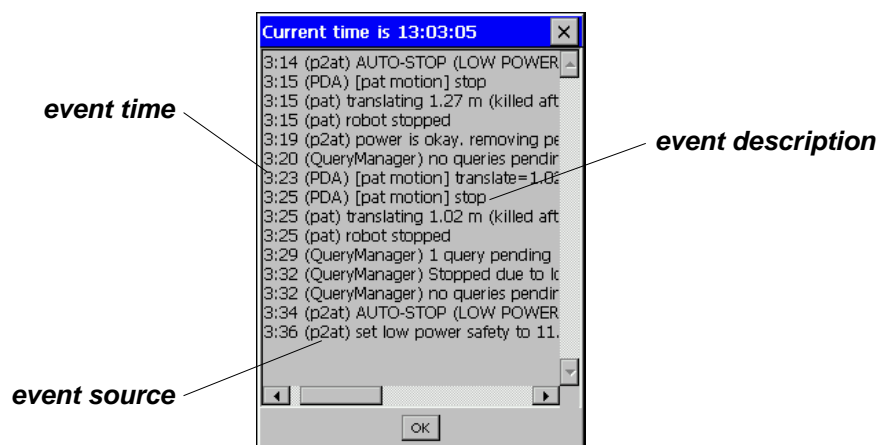 Current time is 13:03:05
3:14 (p2at) AUTO-STOP (LOW POWER
3:15 (PDA) [pat motion] stop
3:15 (pat) translating 1.27 m (killed aft
3:15 (pat) robot stopped
3:19 (p2at) power is okay. removing pe
3:20 (QueryManager) no queries pendin
3:23 (PDA) [pat motion] translate=1.02
3:25 (PDA) [pat motion] stop
3:25 (pat) translating 1.02 m (killed aft
3:25 (pat) robot stopped
3:29 (QueryManager) 1 query pending
3:32 (QueryManager) Stopped due to lo
3:32 (QueryManager) no queries pendin
3:34 (p2at) AUTO-STOP (LOW POWER
3:36 (p2at) set low power safety to 11.
OK
event time
event description
event source